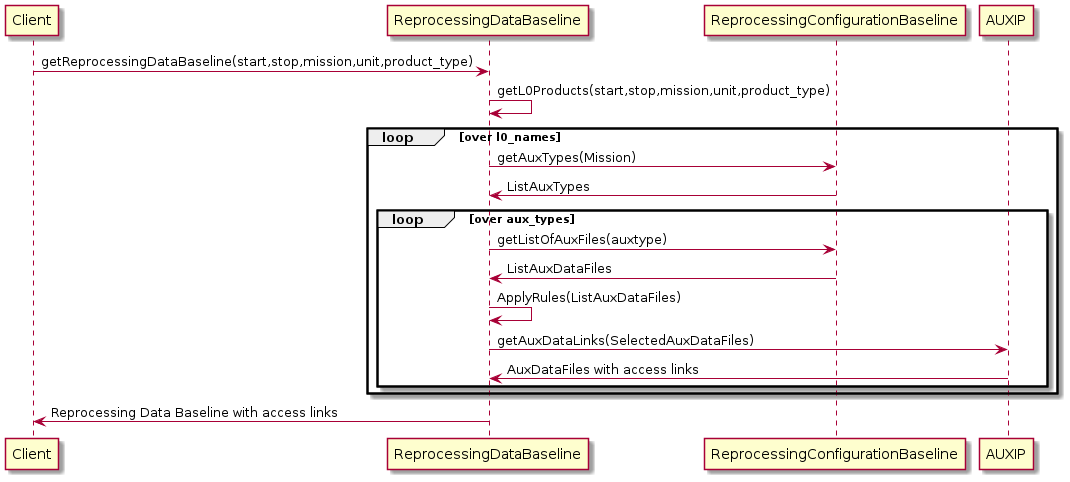 Client
ReprocessingDataBaseline
ReprocessingConfigurationBaseline
AUXIP
getReprocessingDataBaseline(start,stop,mission,unit,product_type)
getL0Products(start,stop,mission,unit,product_type)
loop
[over l0_names]
getAuxTypes(Mission)
ListAuxTypes
loop
[over aux_types]
getListOfAuxFiles(auxtype)
ListAuxDataFiles
ApplyRules(ListAuxDataFiles)
getAuxDataLinks(SelectedAuxDataFiles)
AuxDataFiles with access links
Reprocessing Data Baseline with access links
Client
ReprocessingDataBaseline
ReprocessingConfigurationBaseline
AUXIP